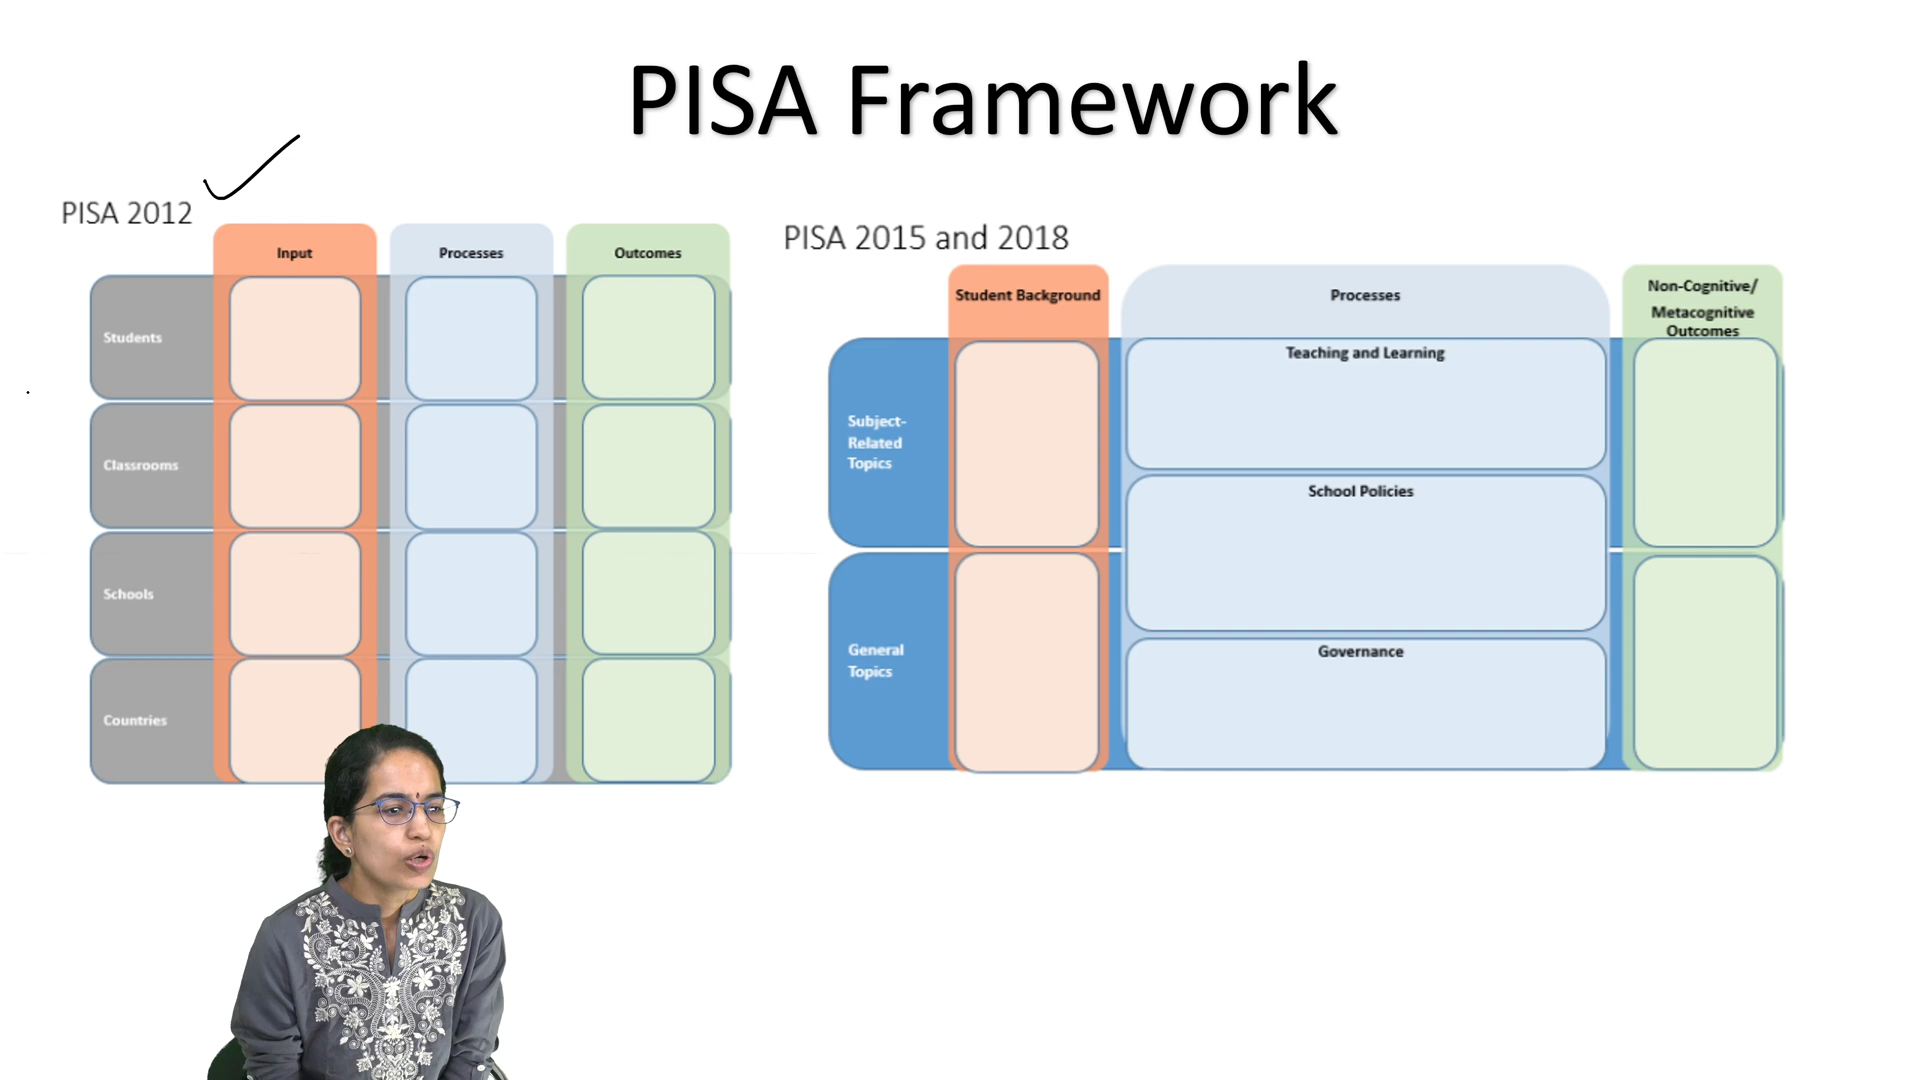 PISA Framework
PISA 2012
Input
Processes
Outcomes
Students
Classrooms
Schools
Countries
PISA 2015 and 2018
Student Background
Processes
Non-Cognitive/
Metacognitive
Outcomes
Subject-
Related
Topics
Teaching and Learning
School Policies
General
Topics
Governance